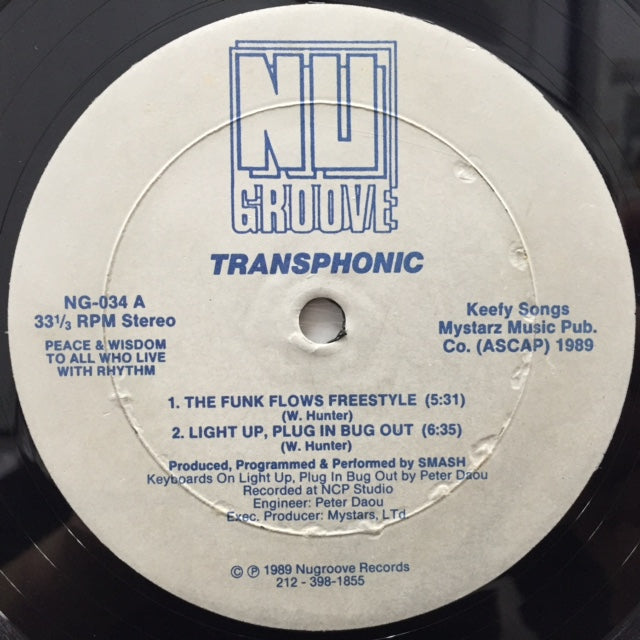 NU
GROOVE
TRANSPHONIC
NG-034 A
33⅓ RPM Stereo
PEACE & WISDOM
TO ALL WHO LIVE
WITH RHYTHM
Keefy Songs
Mystarz Music Pub.
Co. (ASCAP) 1989
1. THE FUNK FLOWS FREESTYLE (5:31)
(W. Hunter)
2. LIGHT UP, PLUG IN BUG OUT (6:35)
(W. Hunter)
Produced, Programmed & Performed by SMASH
Keyboards On Light Up, Plug In Bug Out by Peter Daou
Recorded at NCP Studio
Engineer: Peter Daou
Exec. Producer: Mystars, LTd
© ℗ 1989 Nugroove Records
212 - 398-1855